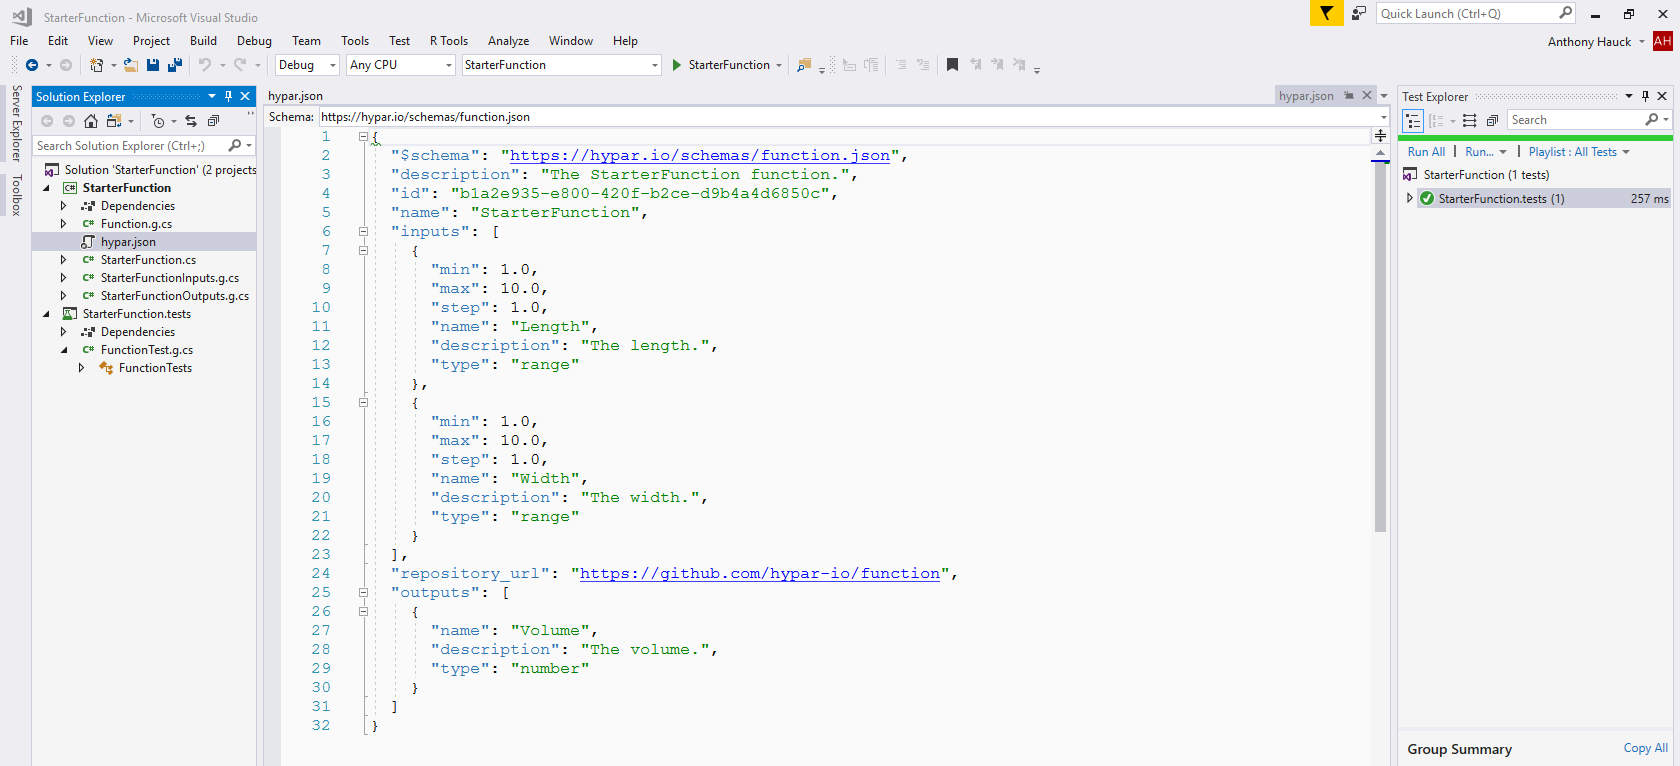 StarterFunction - Microsoft Visual Studio
Quick Launch (Ctrl+Q)
File Edit View Project Build Debug Team Tools Test R Tools Analyze Window Help
Anthony Hauck AH
Debug Any CPU StarterFunction StarterFunction
Server Explorer
Toolbox
Solution Explorer
Search Solution Explorer (Ctrl+;)
Solution 'StarterFunction' (2 projects
StarterFunction
Dependencies
Function.g.cs
hypar.json
StarterFunction.cs
StarterFunctionInputs.g.cs
StarterFunctionOutputs.g.cs
StarterFunction.tests
Dependencies
FunctionTest.g.cs
FunctionTests
hypar.json
hypar.json
Schema: https://hypar.io/schemas/function.json
1 {
2 "$schema": "https://hypar.io/schemas/function.json",
3 "description": "The StarterFunction function.",
4 "id": "b1a2e935-e800-420f-b2ce-d9b4a4d6850c",
5 "name": "StarterFunction",
6 "inputs": [
7 {
8 "min": 1.0,
9 "max": 10.0,
10 "step": 1.0,
11 "name": "Length",
12 "description": "The length.",
13 "type": "range"
14 },
15 {
16 "min": 1.0,
17 "max": 10.0,
18 "step": 1.0,
19 "name": "Width",
20 "description": "The width.",
21 "type": "range"
22 }
23 ],
24 "repository_url": "https://github.com/hypar-io/function",
25 "outputs": [
26 {
27 "name": "Volume",
28 "description": "The volume.",
29 "type": "number"
30 }
31 ]
32 }
Test Explorer
Search
Run All Run... Playlist : All Tests
StarterFunction (1 tests)
StarterFunction.tests (1) 257 ms
Group Summary Copy All